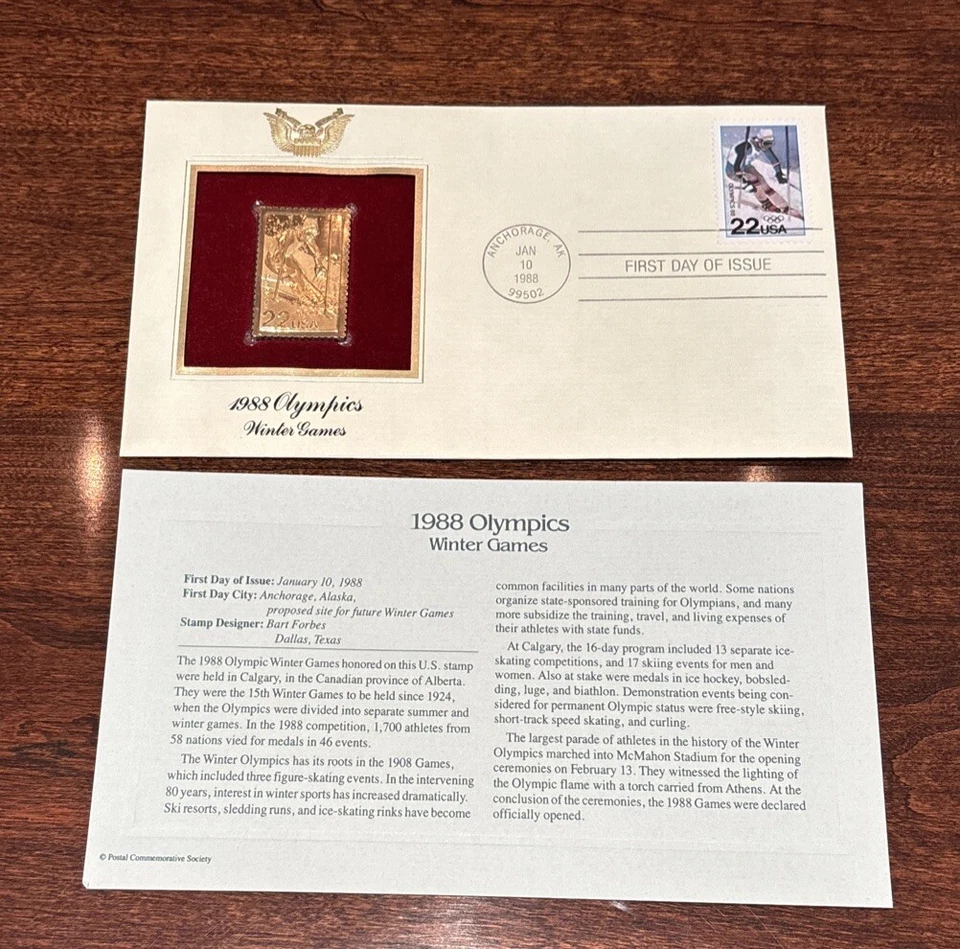 22USA
1988 Olympics
Winter Games
ANCHORAGE, AK
JAN
10
1988
99502
FIRST DAY OF ISSUE
OLYMPICS 88
22USA
1988 Olympics
Winter Games
First Day of Issue: January 10, 1988
First Day City: Anchorage, Alaska,
proposed site for future Winter Games
Stamp Designer: Bart Forbes
Dallas, Texas
The 1988 Olympic Winter Games honored on this U.S. stamp
were held in Calgary, in the Canadian province of Alberta.
They were the 15th Winter Games to be held since 1924,
when the Olympics were divided into separate summer and
winter games. In the 1988 competition, 1,700 athletes from
58 nations vied for medals in 46 events.
The Winter Olympics has its roots in the 1908 Games,
which included three figure-skating events. In the intervening
80 years, interest in winter sports has increased dramatically.
Ski resorts, sledding runs, and ice-skating rinks have become
common facilities in many parts of the world. Some nations
organize state-sponsored training for Olympians, and many
more subsidize the training, travel, and living expenses of
their athletes with state funds.
At Calgary, the 16-day program included 13 separate ice-
skating competitions, and 17 skiing events for men and
women. Also at stake were medals in ice hockey, bobsled-
ding, luge, and biathlon. Demonstration events being con-
sidered for permanent Olympic status were free-style skiing,
short-track speed skating, and curling.
The largest parade of athletes in the history of the Winter
Olympics marched into McMahon Stadium for the opening
ceremonies on February 13. They witnessed the lighting of
the Olympic flame with a torch carried from Athens. At the
conclusion of the ceremonies, the 1988 Games were declared
officially opened.
© Postal Commemorative Society